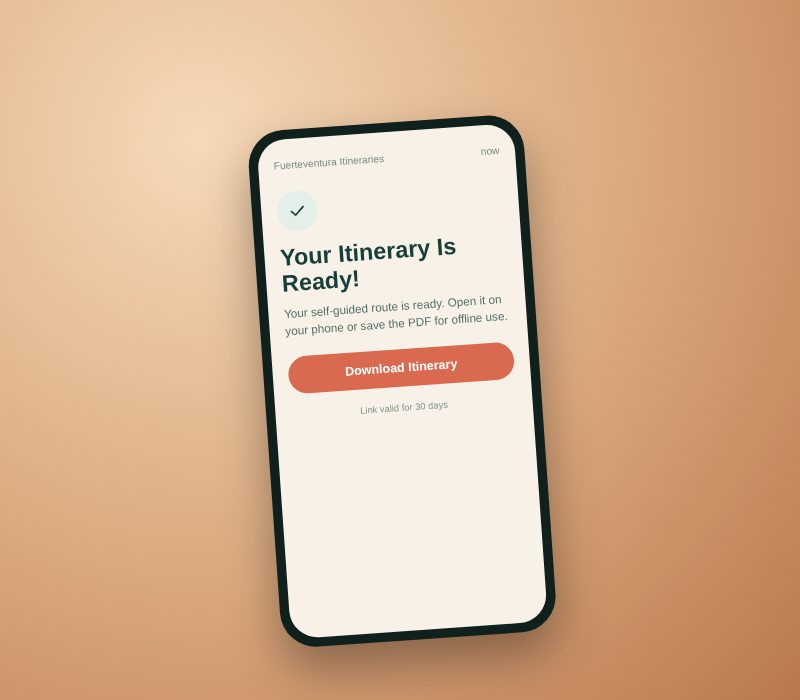 Fuerteventura Itineraries
now
Your Itinerary Is
Ready!
Your self-guided route is ready. Open it on
your phone or save the PDF for offline use.
Download Itinerary
Link valid for 30 days